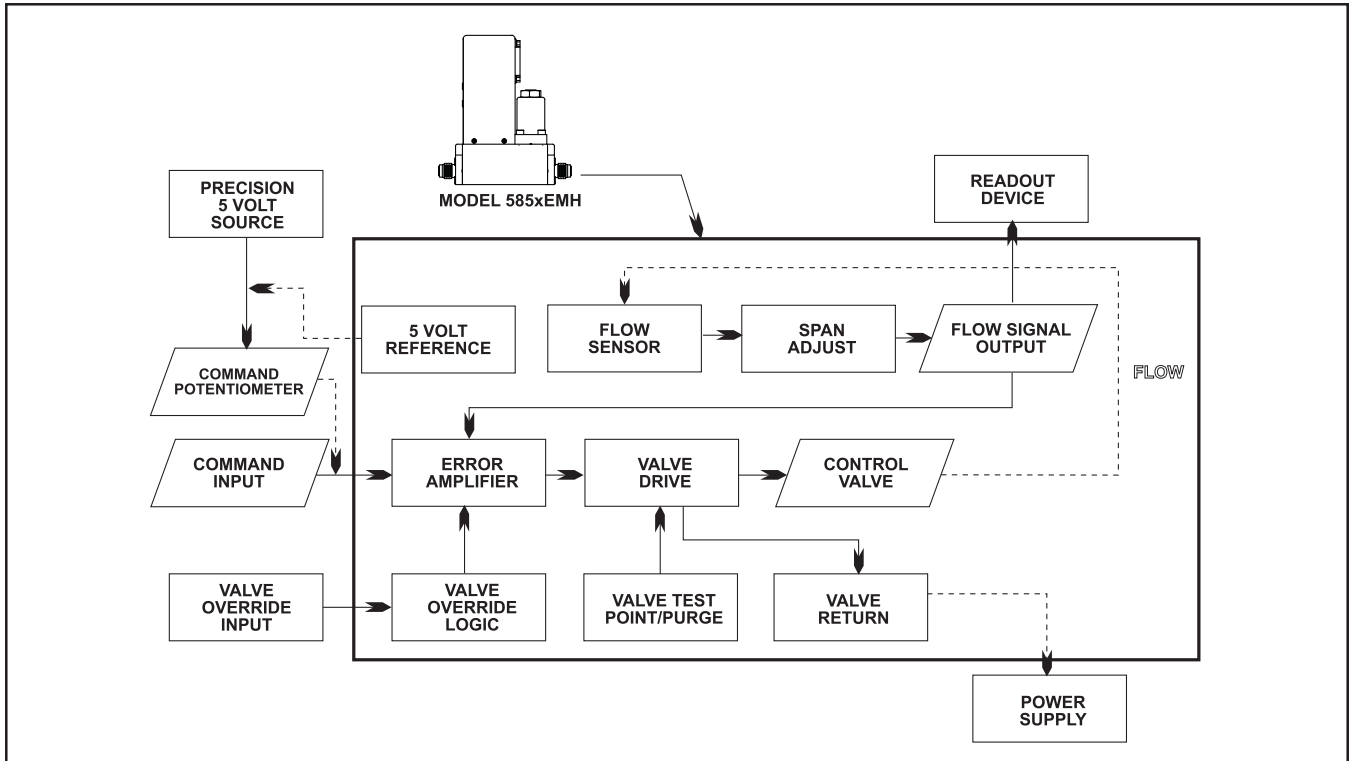 MODEL 585xEMH
PRECISION
5 VOLT
SOURCE
READOUT
DEVICE
5 VOLT
REFERENCE
FLOW
SENSOR
SPAN
ADJUST
FLOW SIGNAL
OUTPUT
FLOW
COMMAND
POTENTIOMETER
COMMAND
INPUT
ERROR
AMPLIFIER
VALVE
DRIVE
CONTROL
VALVE
VALVE
OVERRIDE
INPUT
VALVE
OVERRIDE
LOGIC
VALVE TEST
POINT/PURGE
VALVE
RETURN
POWER
SUPPLY